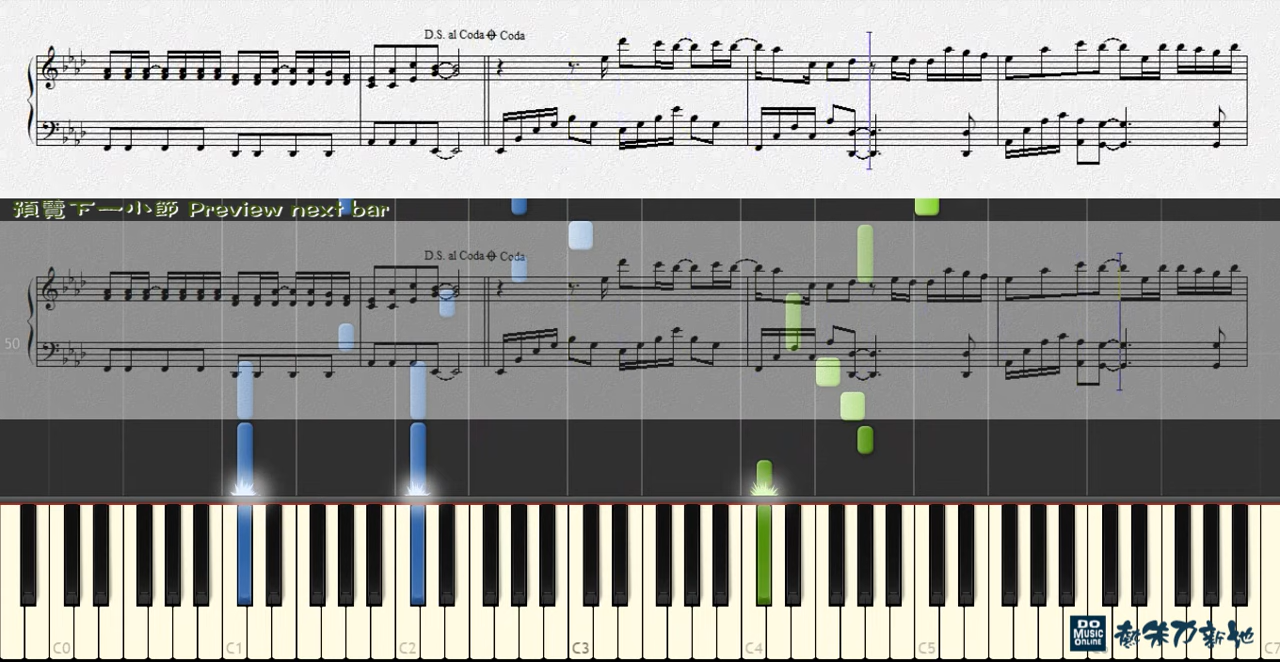 D.S. al Coda Coda
預覽下一小節 Preview next bar
D.S. al Coda Coda
50
C0 C1 C2 C3 C4 C5 C7
DO
MUSIC
ONLINE